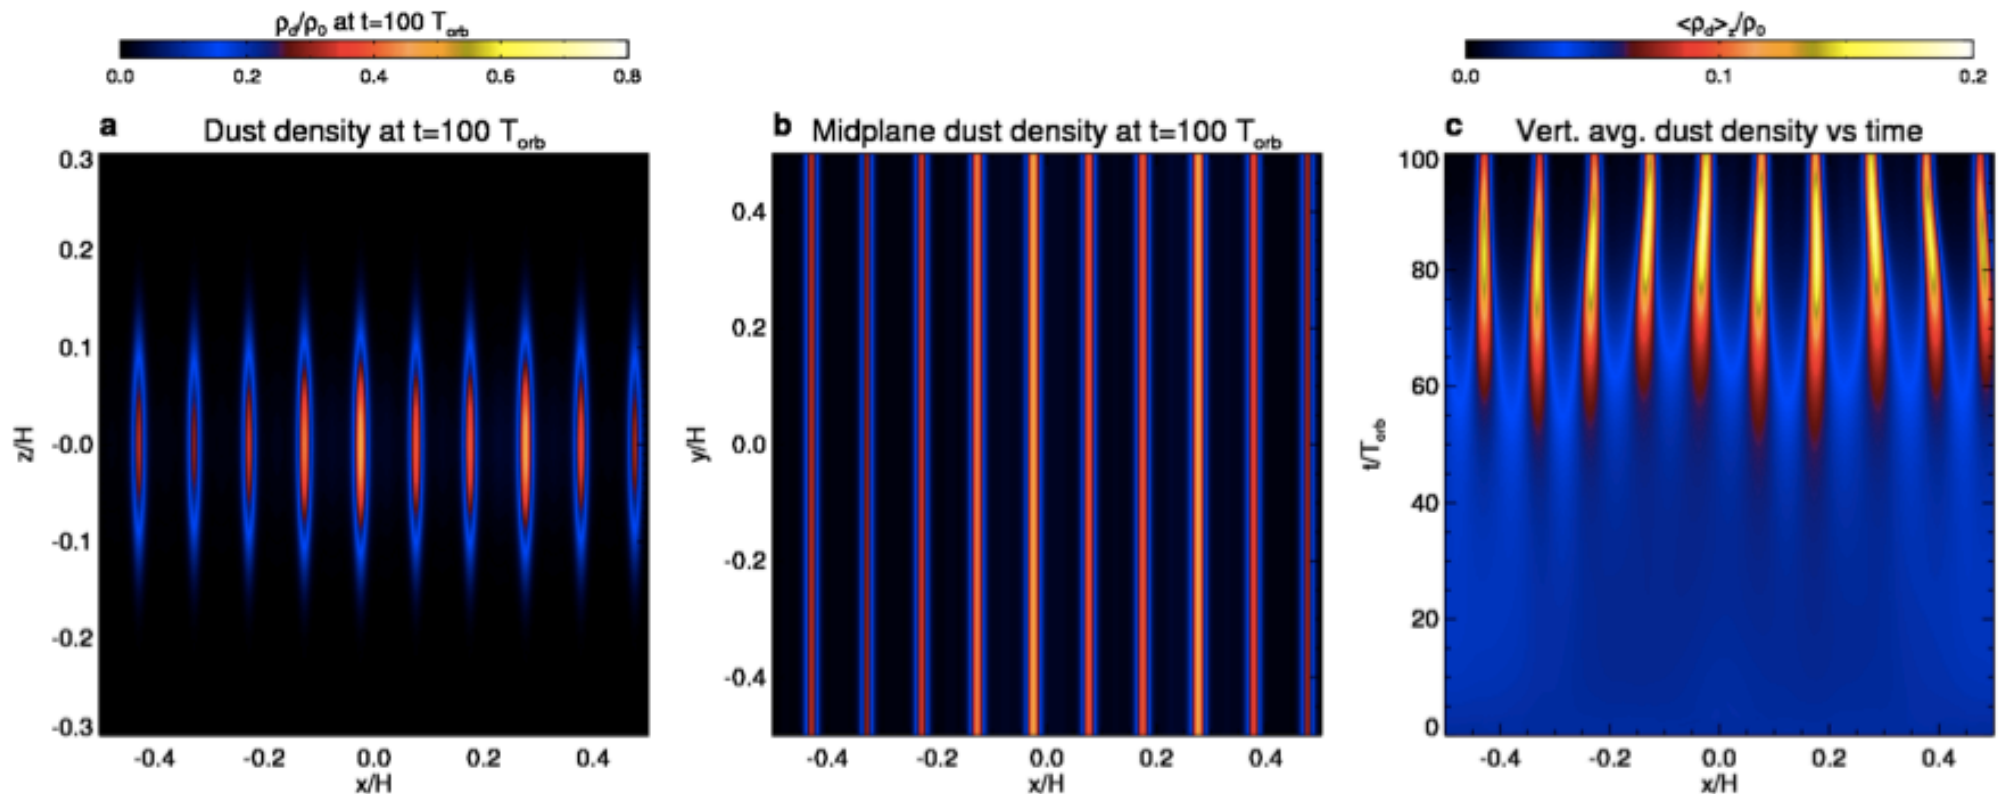 ρd/ρ0 at t=100 Torb
0.0 0.2 0.4 0.6 0.8
<ρd>z/ρ0
0.0 0.1 0.2
a Dust density at t=100 Torb
0.3
0.2
0.1
-0.0
-0.1
-0.2
-0.3
z/H
-0.4 -0.2 0.0 0.2 0.4
x/H
b Midplane dust density at t=100 Torb
0.4
0.2
0.0
-0.2
-0.4
y/H
-0.4 -0.2 0.0 0.2 0.4
x/H
c Vert. avg. dust density vs time
100
80
60
40
20
0
t/Torb
-0.4 -0.2 0.0 0.2 0.4
x/H